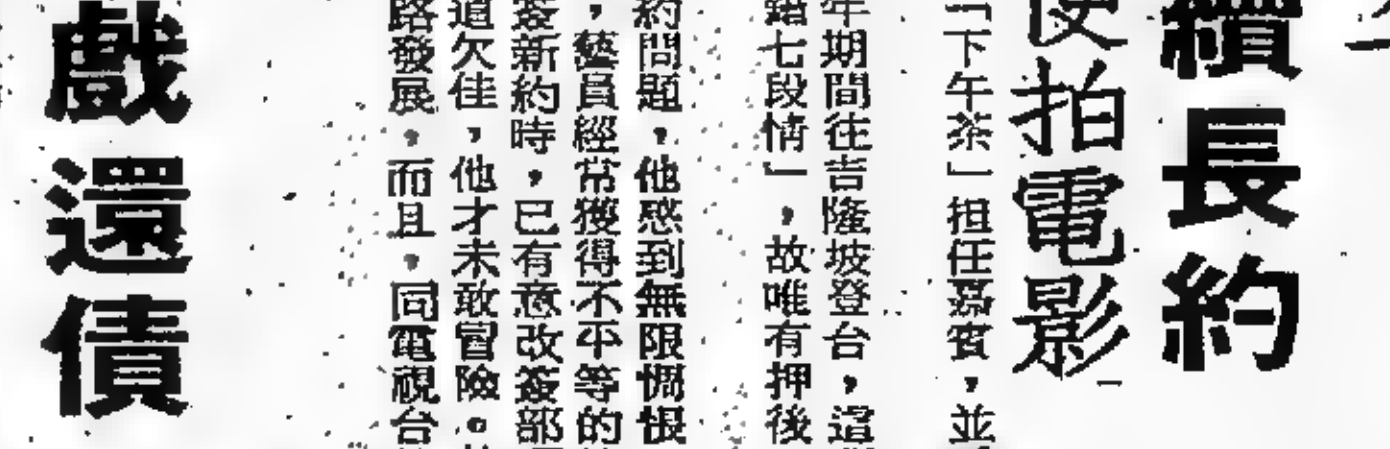 續長約
便拍電影
「下午茶」担任嘉賓，並
年期間往吉隆坡登台，這
錯七段情」，故唯有押後
約問題，他感到無限惆悵
，藝員經常獲得不平等的
簽新約時，已有意改簽部
道欠佳，他才未敢冒險。
路發展，而且，同電視台
戲還債